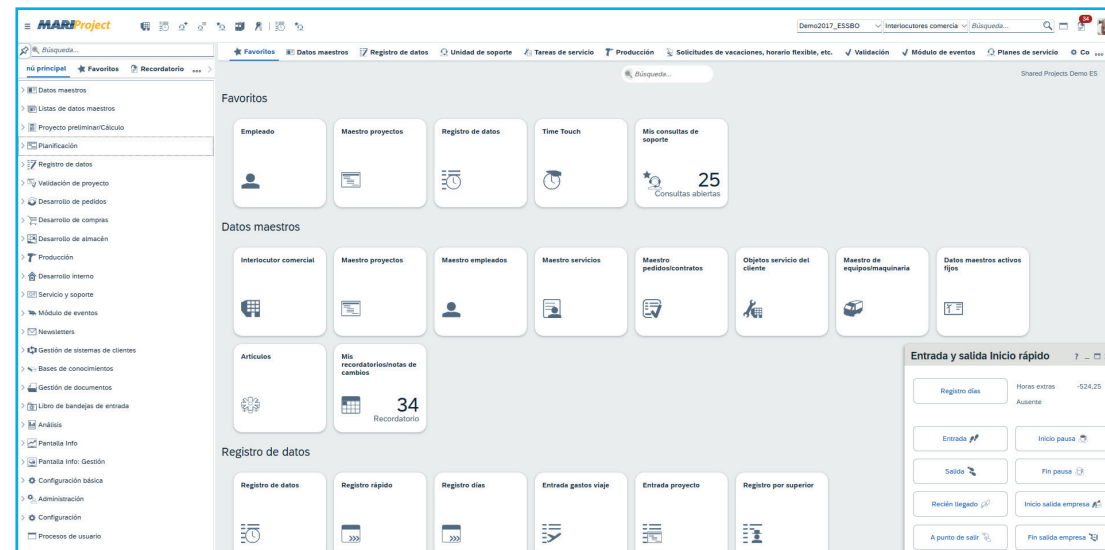 MARIProject
Demo2017_ESSBO
Interlocutores comercia
Búsqueda...
34
Búsqueda...
Favorites
Datos maestros
Registro de datos
Unidad de soporte
Tareas de servicio
Producción
Solicitudes de vacaciones, horario flexible, etc.
Validación
Módulo de eventos
Planes de servicio
Co ...
nú principal
Favoritos
Recordatorio
...
Búsqueda...
Shared Projects Demo ES
Datos maestros
Listas de datos maestros
Proyecto preliminar/Cálculo
Planificación
Registro de datos
Validación de proyecto
Desarrollo de pedidos
Desarrollo de compras
Desarrollo de almacén
Producción
Desarrollo interno
Servicio y soporte
Módulo de eventos
Newsletters
Gestión de sistemas de clientes
Bases de conocimientos
Gestión de documentos
Libro de bandejas de entrada
Análisis
Pantalla Info
Pantalla Info: Gestión
Configuración básica
Administración
Configuración
Procesos de usuario
Favoritos
Empleado
Maestro proyectos
Registro de datos
Time Touch
Mis consultas de
soporte
25
Consultas abiertas
Datos maestros
Interlocutor comercial
Maestro proyectos
Maestro empleados
Maestro servicios
Maestro
pedidos/contratos
Objetos servicio del
cliente
Maestro de
equipos/maquinaria
Datos maestros activos
fijos
Artículos
Mis
recordatorios/notas de
cambios
34
Recordatorio
Registro de datos
Registro de datos
Registro rápido
Registro días
Entrada gastos viaje
Entrada proyecto
Registro por superior
Entrada y salida Inicio rápido
?
Registro días
Horas extras
-524,25
Ausente
Entrada
Inicio pausa
Salida
Fin pausa
Recién llegado
Inicio salida empresa
A punto de salir
Fin salida empresa